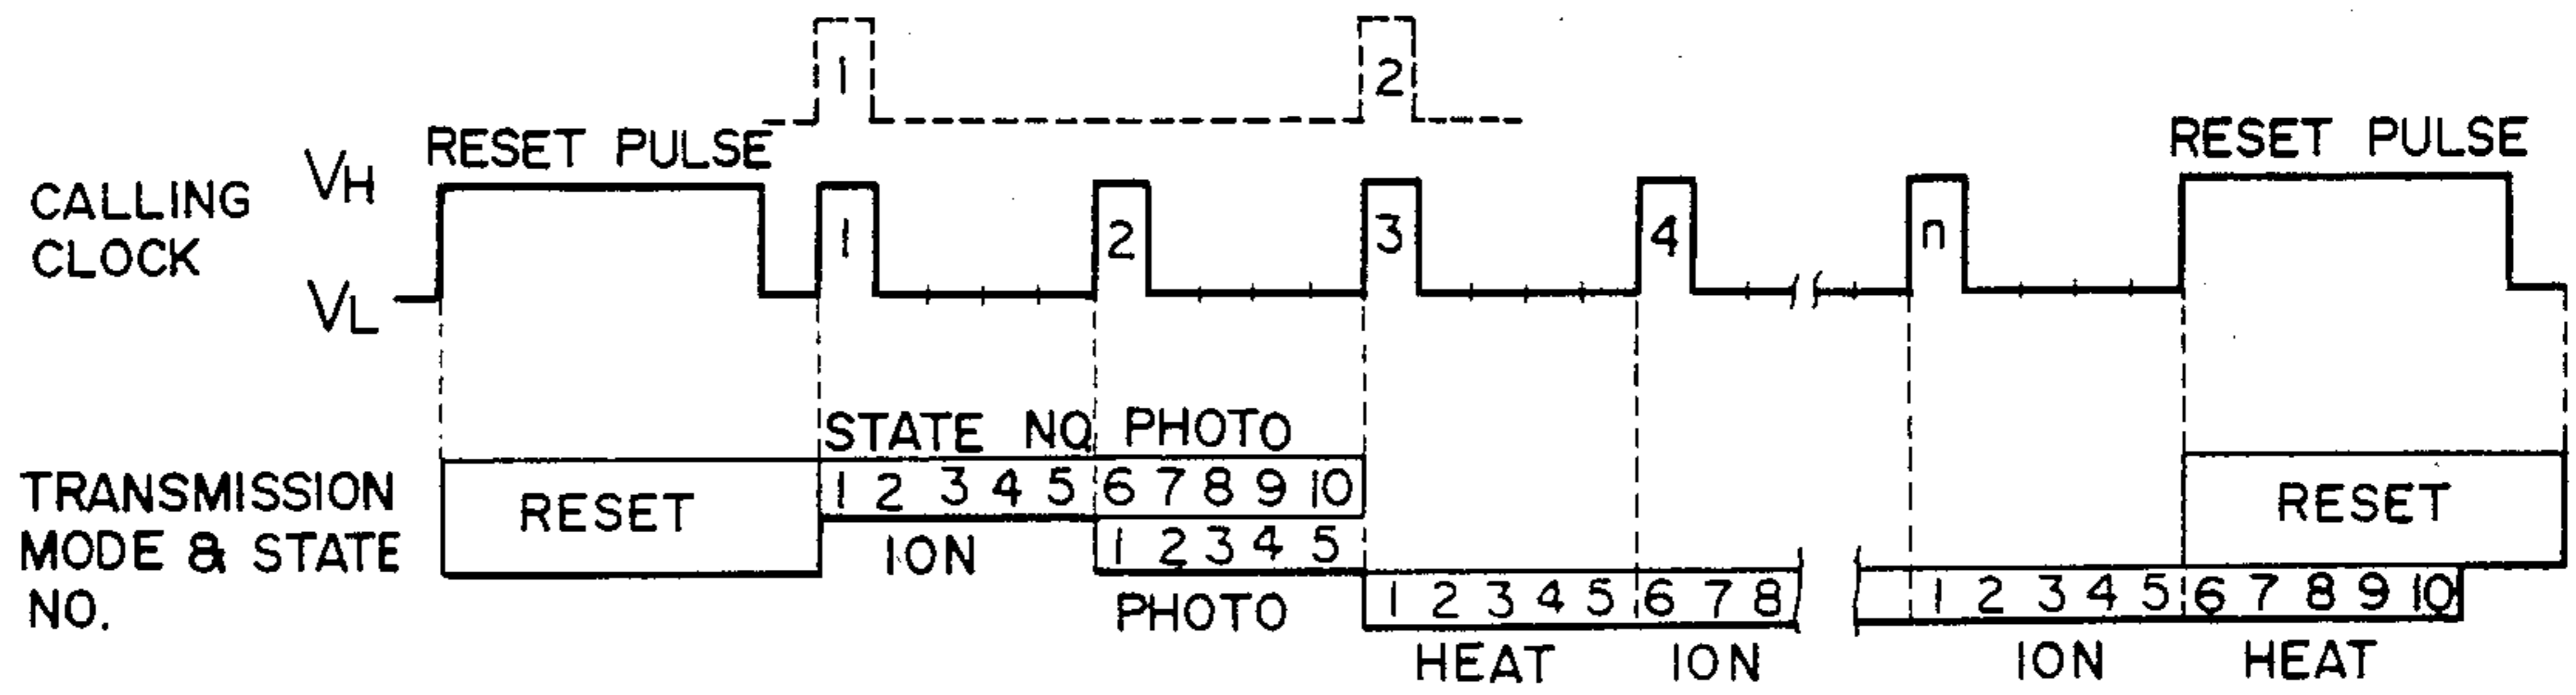 1 2
RESET PULSE RESET PULSE
CALLING CLOCK
VH
VL
1 2 3 4 n
STATE NO PHOTO
TRANSMISSION MODE & STATE NO.
RESET
1 2 3 4 5 6 7 8 9 10
RESET
ION
1 2 3 4 5
PHOTO
1 2 3 4 5 6 7 8
1 2 3 4 5 6 7 8 9 10
HEAT ION ION HEAT